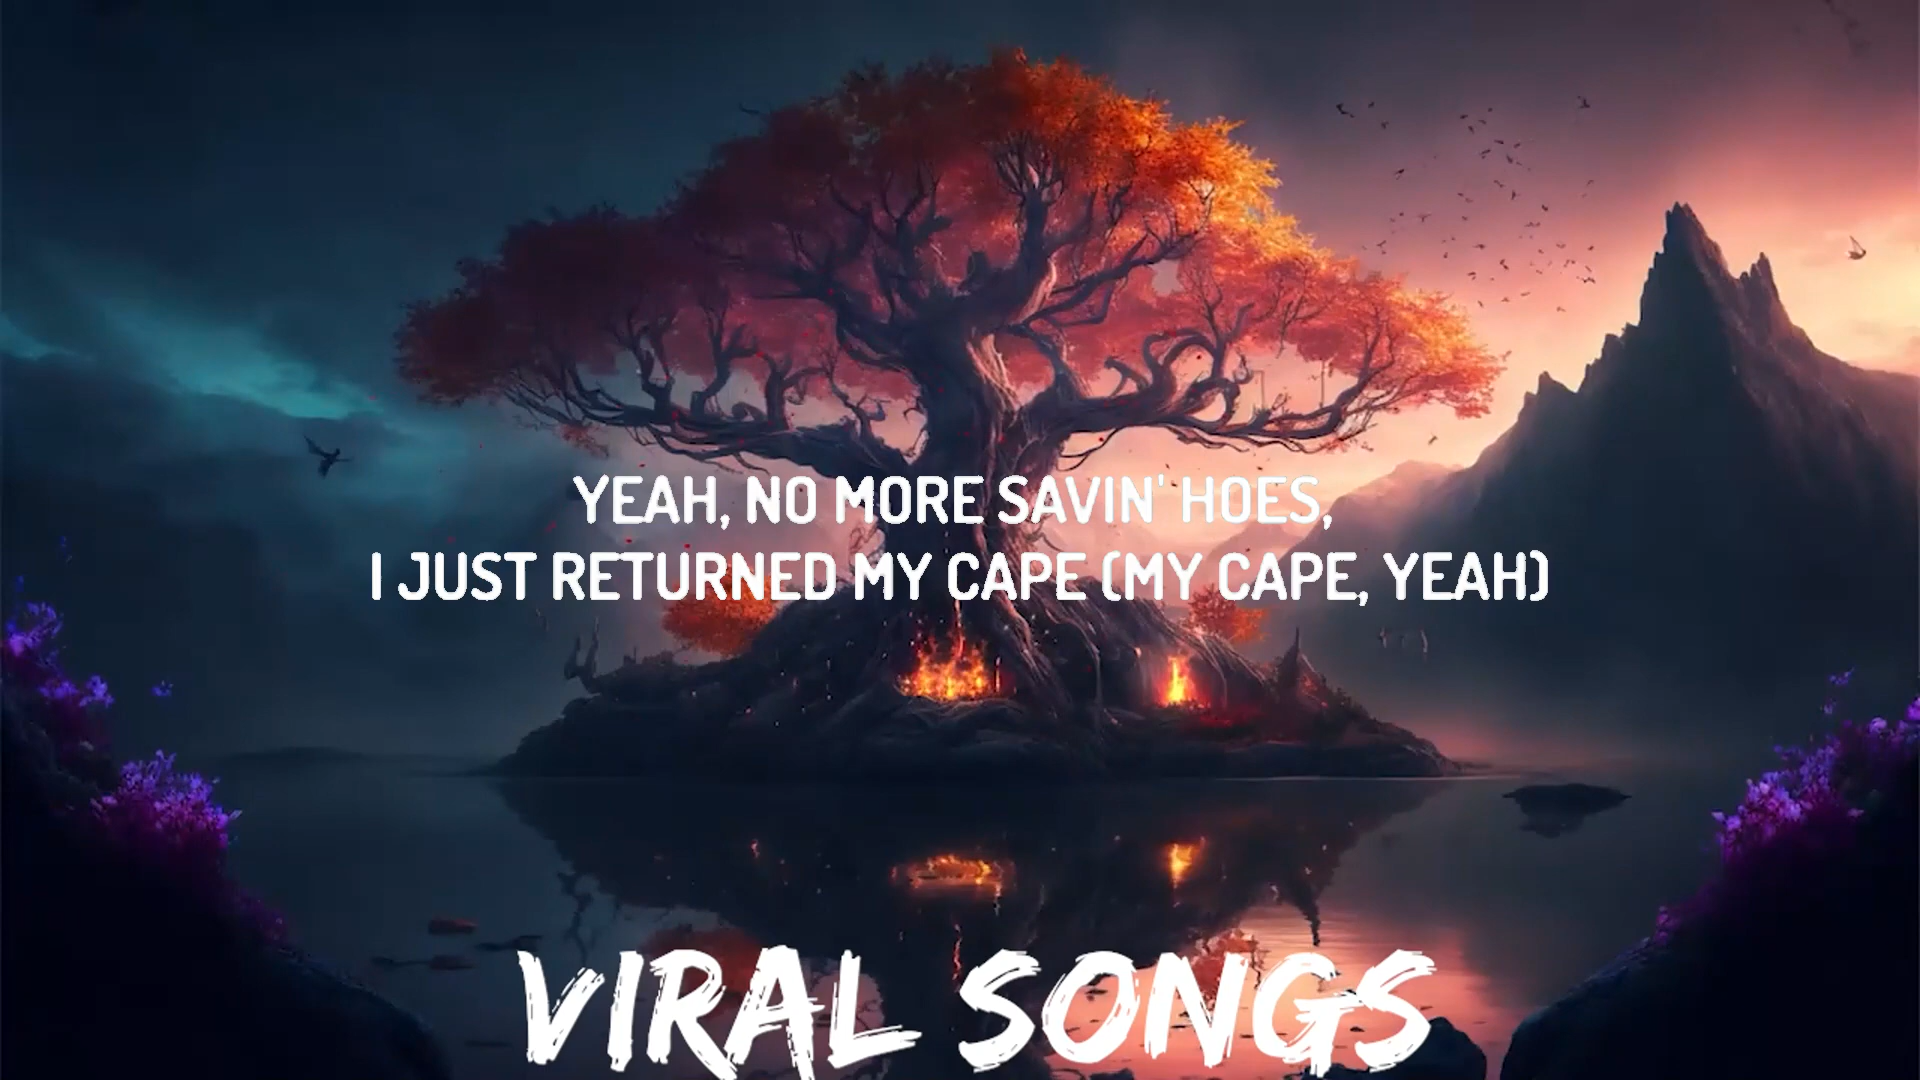 YEAH, NO MORE SAVIN' HOES,
I JUST RETURNED MY CAPE (MY CAPE, YEAH)
VIRAL SONGS